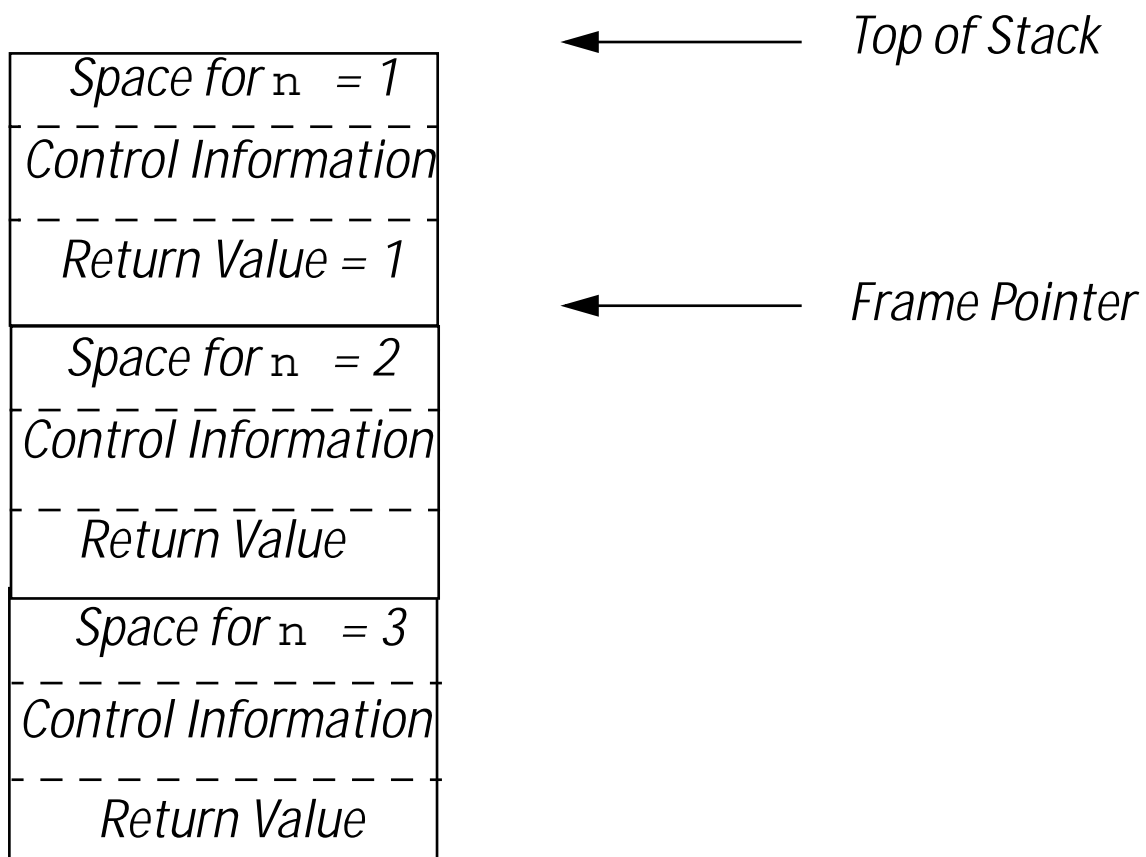 Top of Stack
Space for n = 1
Control Information
Return Value = 1
Frame Pointer
Space for n = 2
Control Information
Return Value
Space for n = 3
Control Information
Return Value